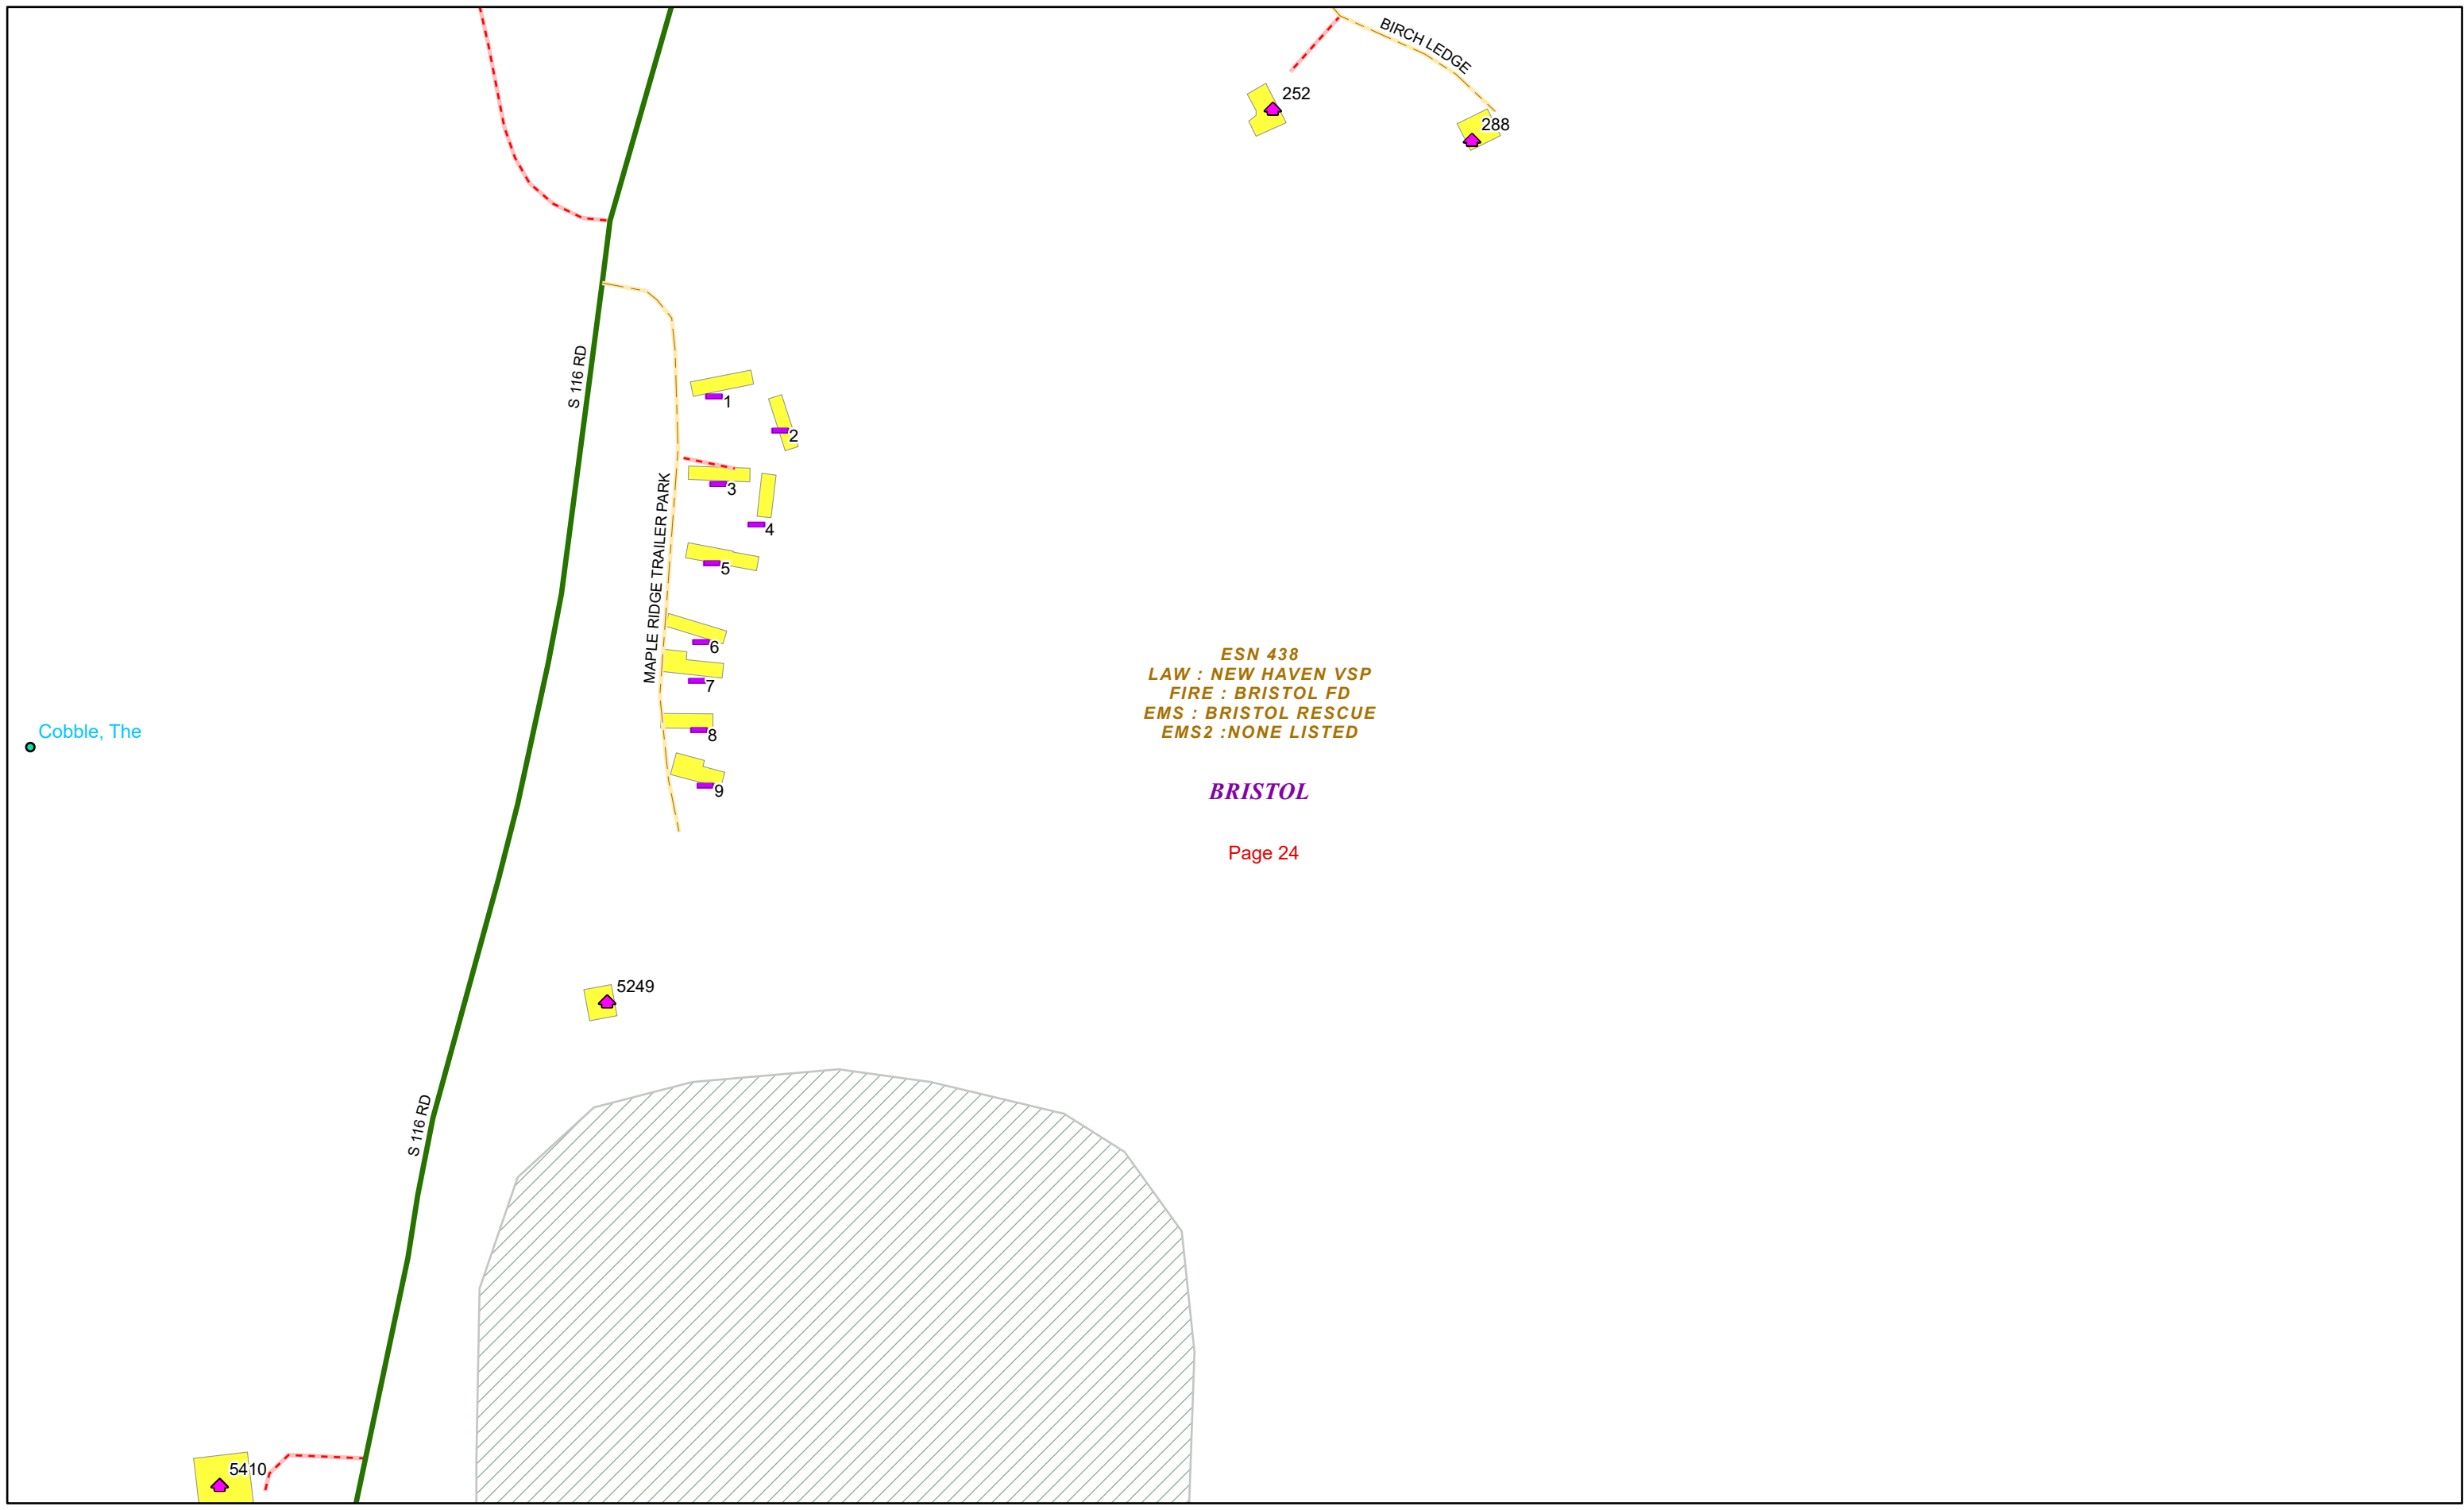 BIRCH LEDGE
252
288
S 116 RD
1
2
MAPLE RIDGE TRAILER PARK
3
4
5
6
7
8
9
ESN 438
LAW : NEW HAVEN VSP
FIRE : BRISTOL FD
EMS : BRISTOL RESCUE
EMS2 :NONE LISTED
Cobble, The
BRISTOL
Page 24
5249
S 116 RD
5410